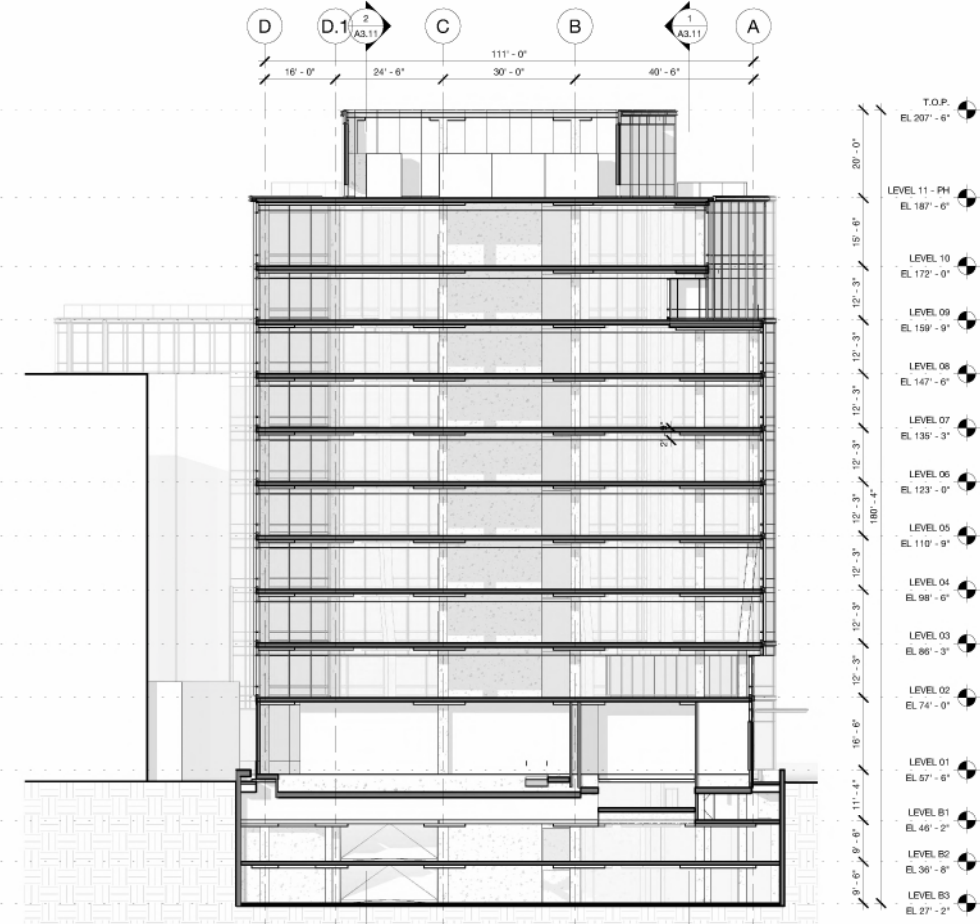 D
D.1
2
A3.11
C
B
1
A3.11
A
111' - 0"
16' - 0"
24' - 6"
30' - 0"
40' - 6"
T.O.P.
EL 207' - 6"
20' - 0"
LEVEL 11 - PH
EL 187' - 6"
15' - 6"
LEVEL 10
EL 172' - 0"
12' - 3"
LEVEL 09
EL 159' - 9"
12' - 3"
LEVEL 08
EL 147' - 6"
12' - 3"
LEVEL 07
EL 135' - 3"
12' - 3"
LEVEL 06
EL 123' - 0"
12' - 3"
180' - 4"
LEVEL 05
EL 110' - 9"
12' - 3"
LEVEL 04
EL 98' - 6"
12' - 3"
LEVEL 03
EL 86' - 3"
12' - 3"
LEVEL 02
EL 74' - 0"
16' - 6"
LEVEL 01
EL 57' - 6"
11' - 4"
LEVEL B1
EL 46' - 2"
9' - 6"
LEVEL B2
EL 36' - 8"
9' - 6"
LEVEL B3
EL 27' - 2"